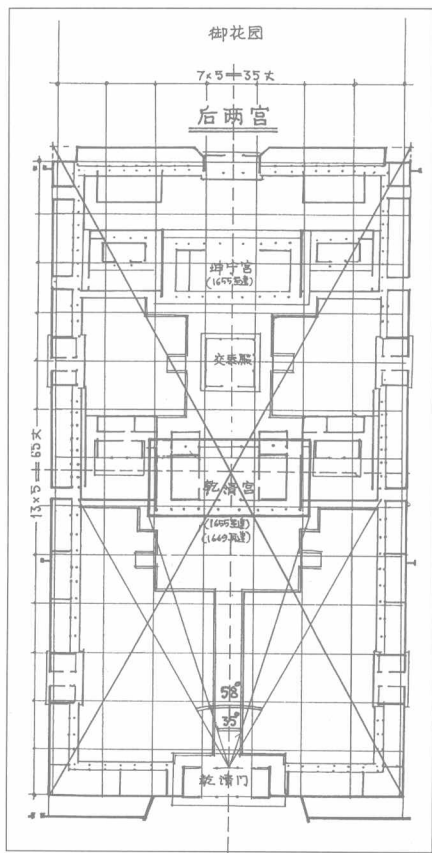 御花园
7×5=35丈
后两宫
坤宁宫
(1655重建)
交泰殿
13×5=65丈
乾清宫
(1655重建)
(1669再建)
58°
35°
乾清门